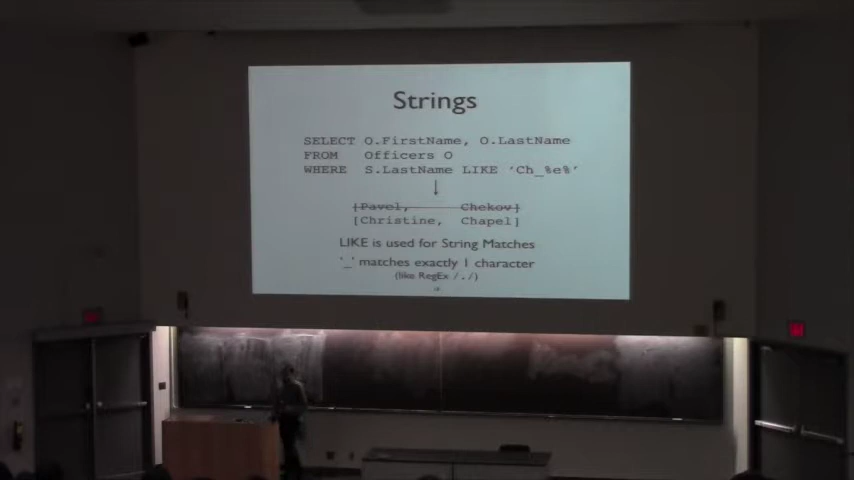 Strings
SELECT O.FirstName, O.LastName
FROM Officers O
WHERE S.LastName LIKE 'Ch_%e%'
[Pavel, Chekov]
[Christine, Chapel]
LIKE is used for String Matches
'_' matches exactly 1 character
(like RegEx /./)